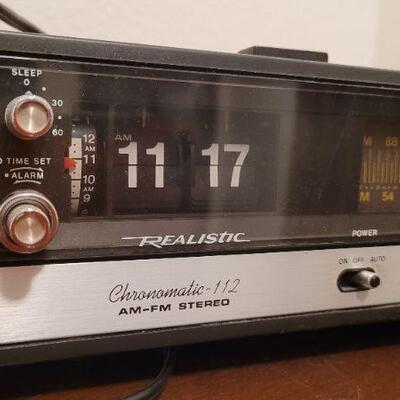 SLEEP
0
30
60
TIME SET
ALARM
12
AM
11
10
AM
9
AM
11 17
M 88
M 54
REALISTIC
POWER
ON OFF AUTO
Chronomatic-112
AM-FM STEREO